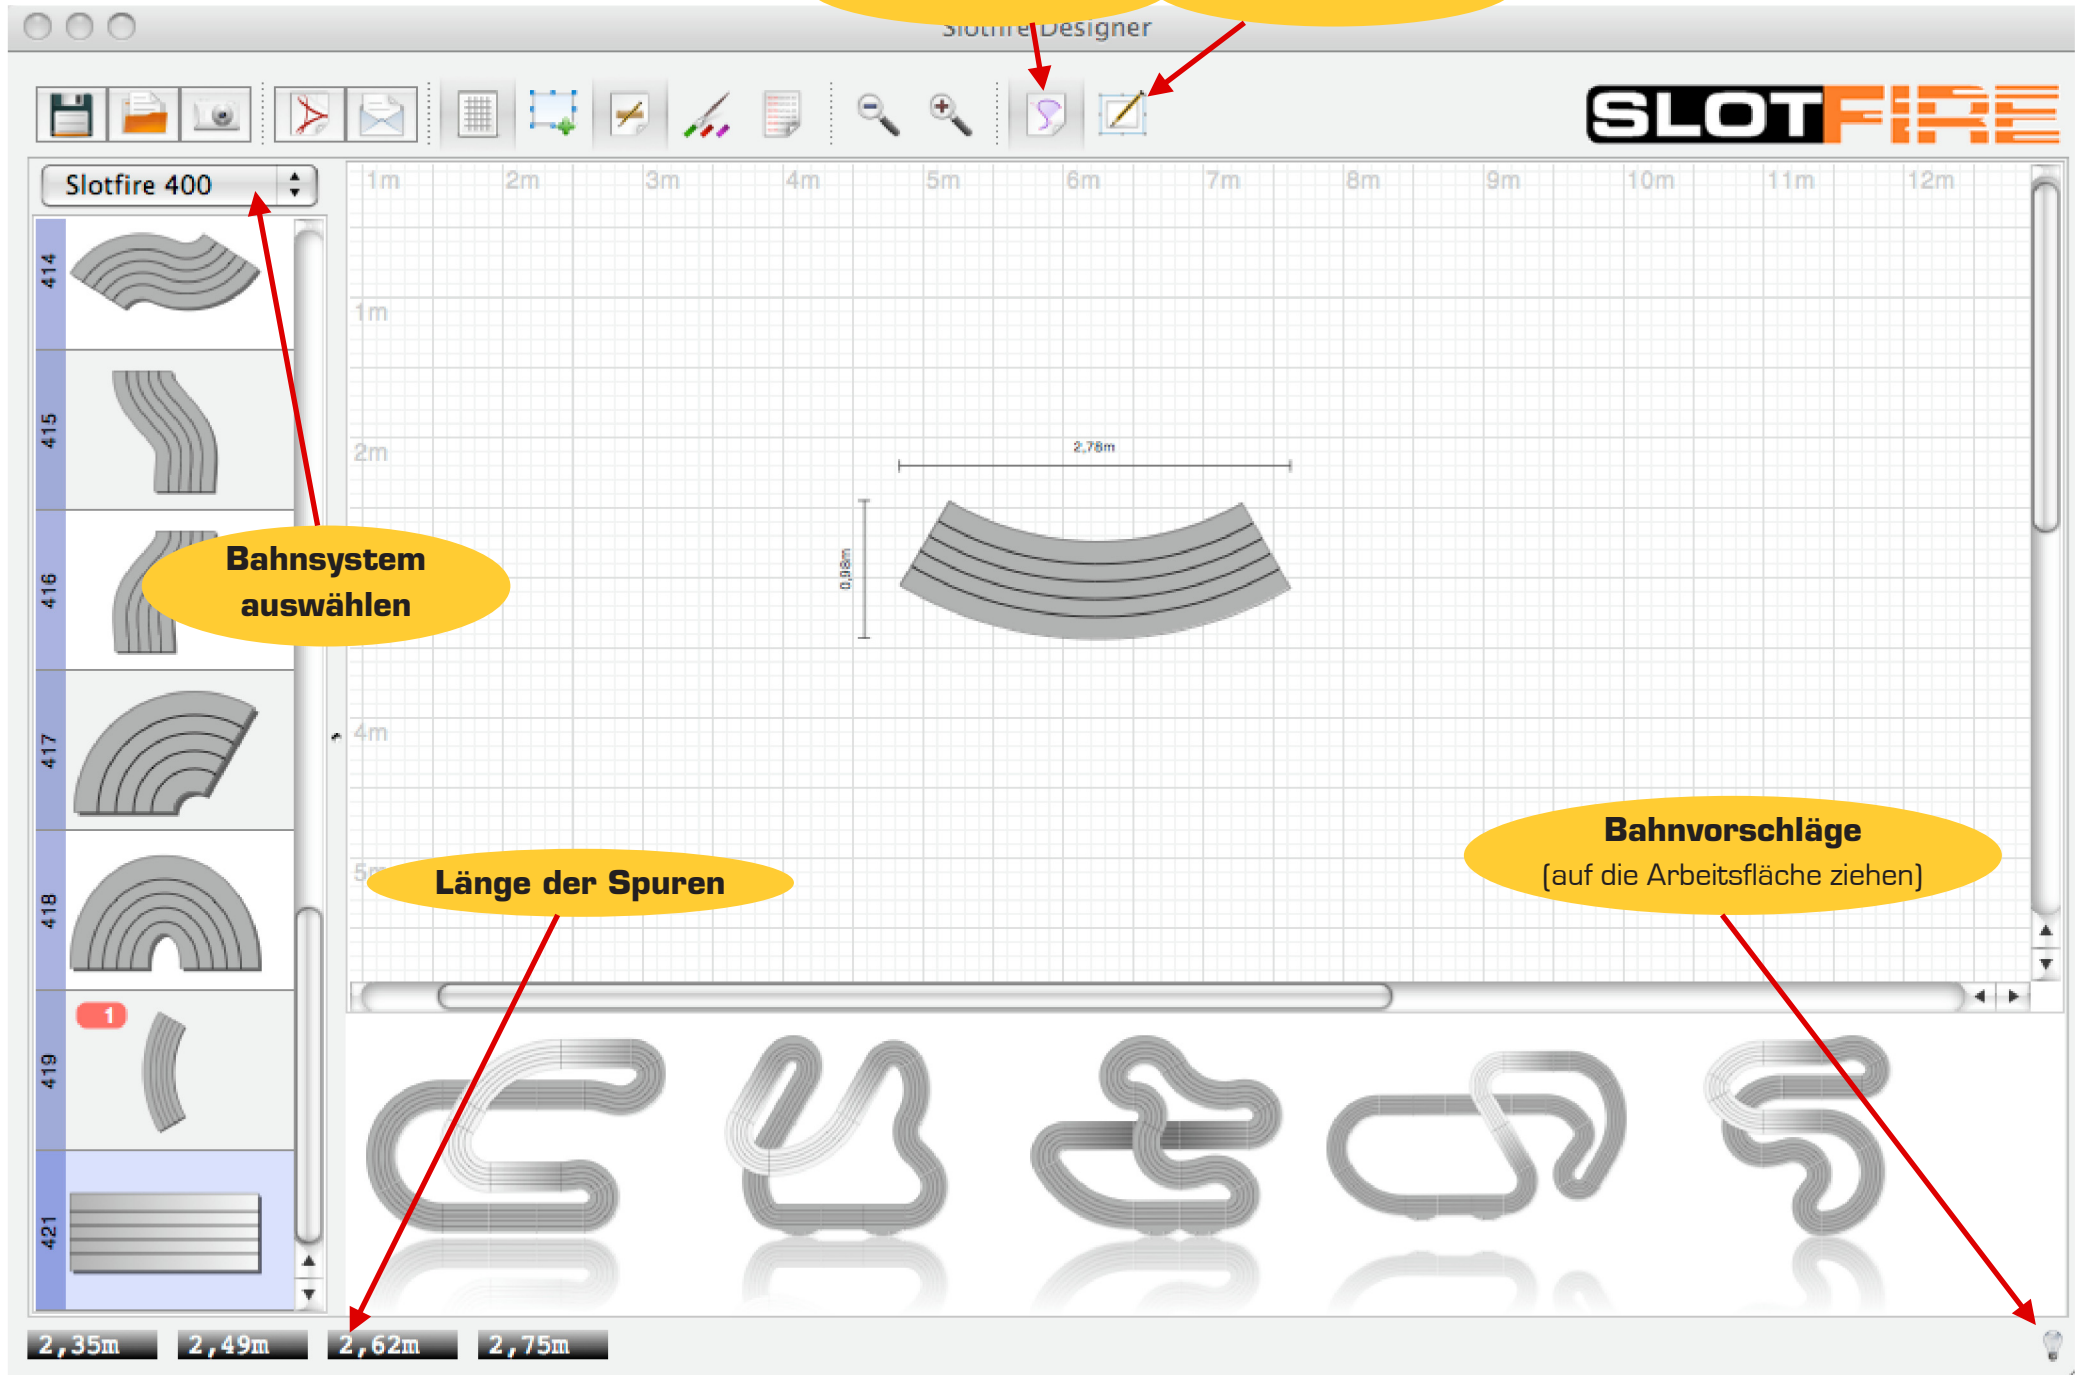 Slotfire Designer
SLOTFIRE
Slotfire 400
1m 2m 3m 4m 5m 6m 7m 8m 9m 10m 11m 12m
414
1m
415
2m
2,78m
0,98m
416
Bahnsystem
auswählen
417
4m
5m
Länge der Spuren
Bahnvorschläge
(auf die Arbeitsfläche ziehen)
418
1
419
421
2,35m 2,49m 2,62m 2,75m